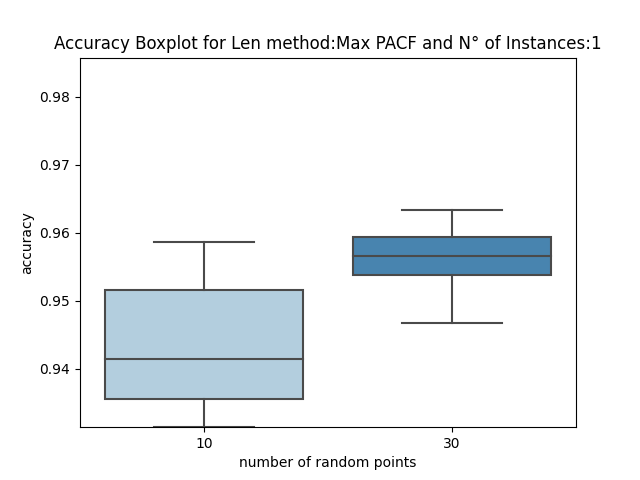 Accuracy Boxplot for Len method:Max PACF and N° of Instances:1
0.98
0.97
0.96
0.95
0.94
accuracy
10
30
number of random points